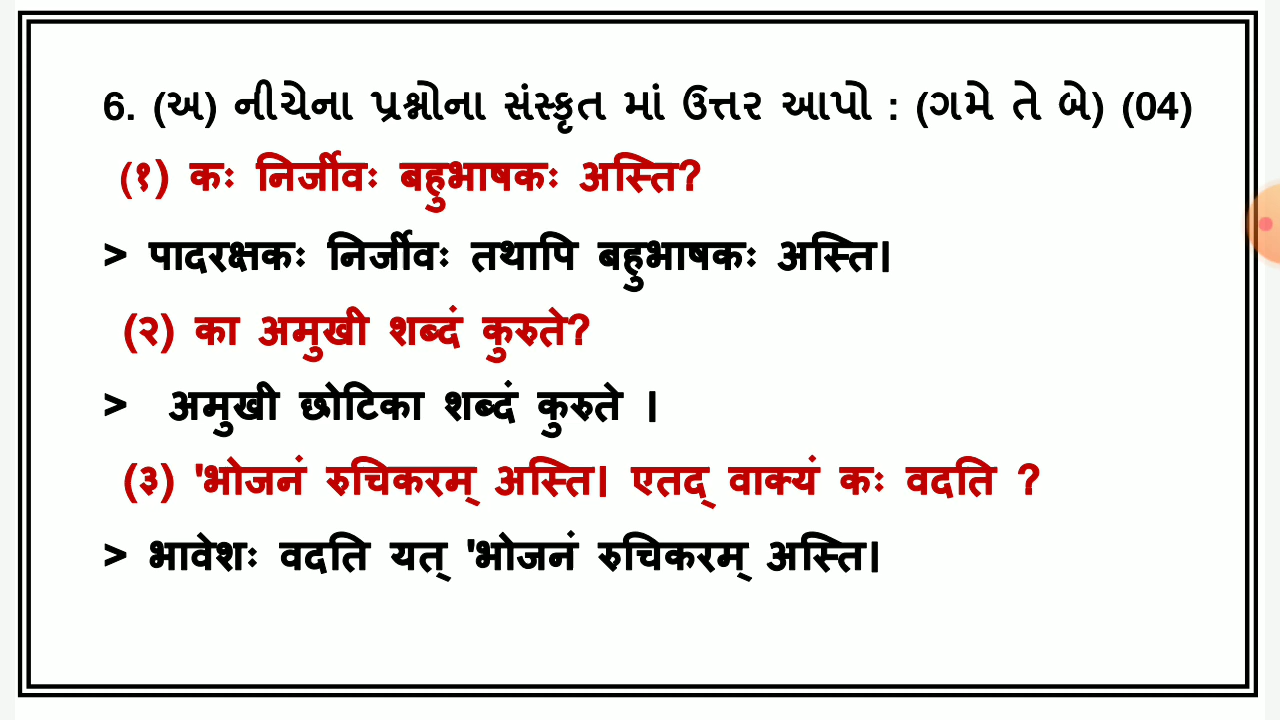 6. (અ) નીચેના પ્રશ્નોના સંસ્કૃત માં ઉત્તર આપો : (ગમે તે બે) (04)
(१) कः निर्जीवः बहुभाषकः अस्ति?
> पादरक्षकः निर्जीवः तथापि बहुभाषकः अस्ति।
(२) का अमुखी शब्दं कुरुते?
> अमुखी छोटिका शब्दं कुरुते ।
(३) 'भोजनं रुचिकरम् अस्ति। एतद् वाक्यं कः वदति ?
> भावेशः वदति यत् 'भोजनं रुचिकरम् अस्ति।